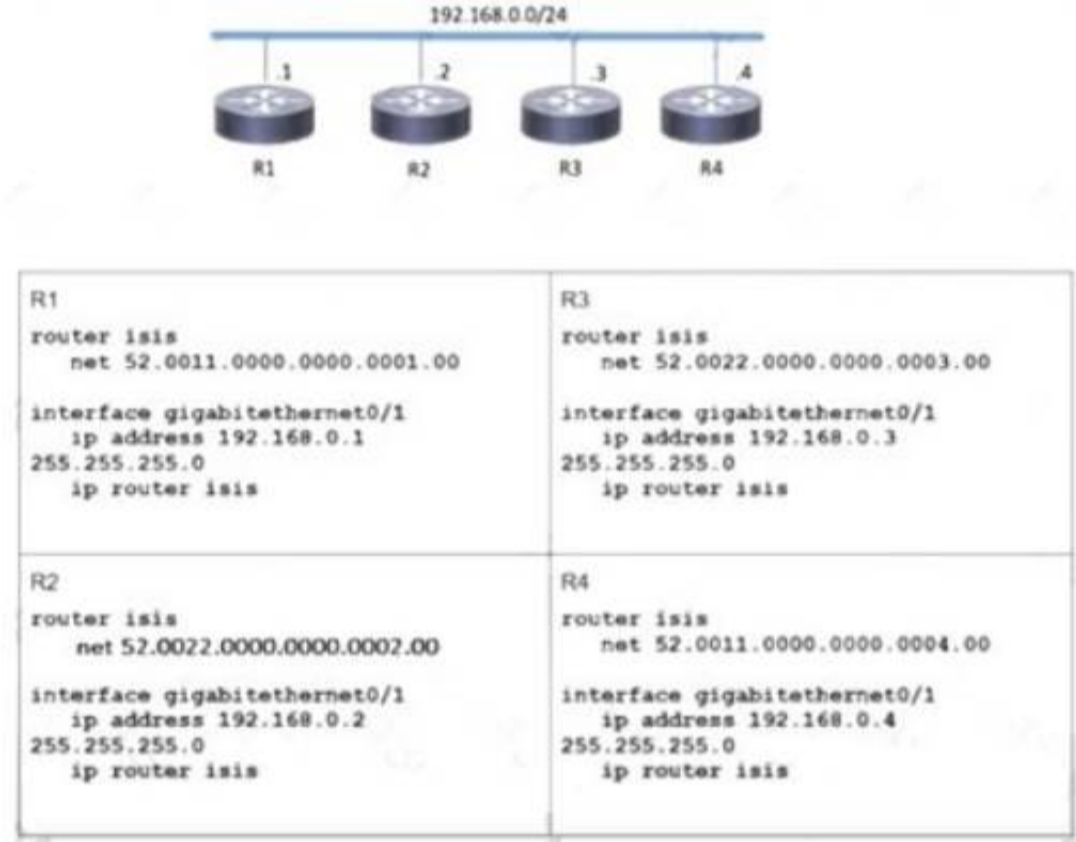 192.168.0.0/24
.1
.2
.3
.4
R1
R2
R3
R4
R1
router isis
net 52.0011.0000.0000.0001.00
interface gigabitethernet0/1
ip address 192.168.0.1
255.255.255.0
ip router isis
R3
router isis
net 52.0022.0000.0000.0003.00
interface gigabitethernet0/1
ip address 192.168.0.3
255.255.255.0
ip router isis
R2
router isis
net 52.0022.0000.0000.0002.00
interface gigabitethernet0/1
ip address 192.168.0.2
255.255.255.0
ip router isis
R4
router isis
net 52.0011.0000.0000.0004.00
interface gigabitethernet0/1
ip address 192.168.0.4
255.255.255.0
ip router isis